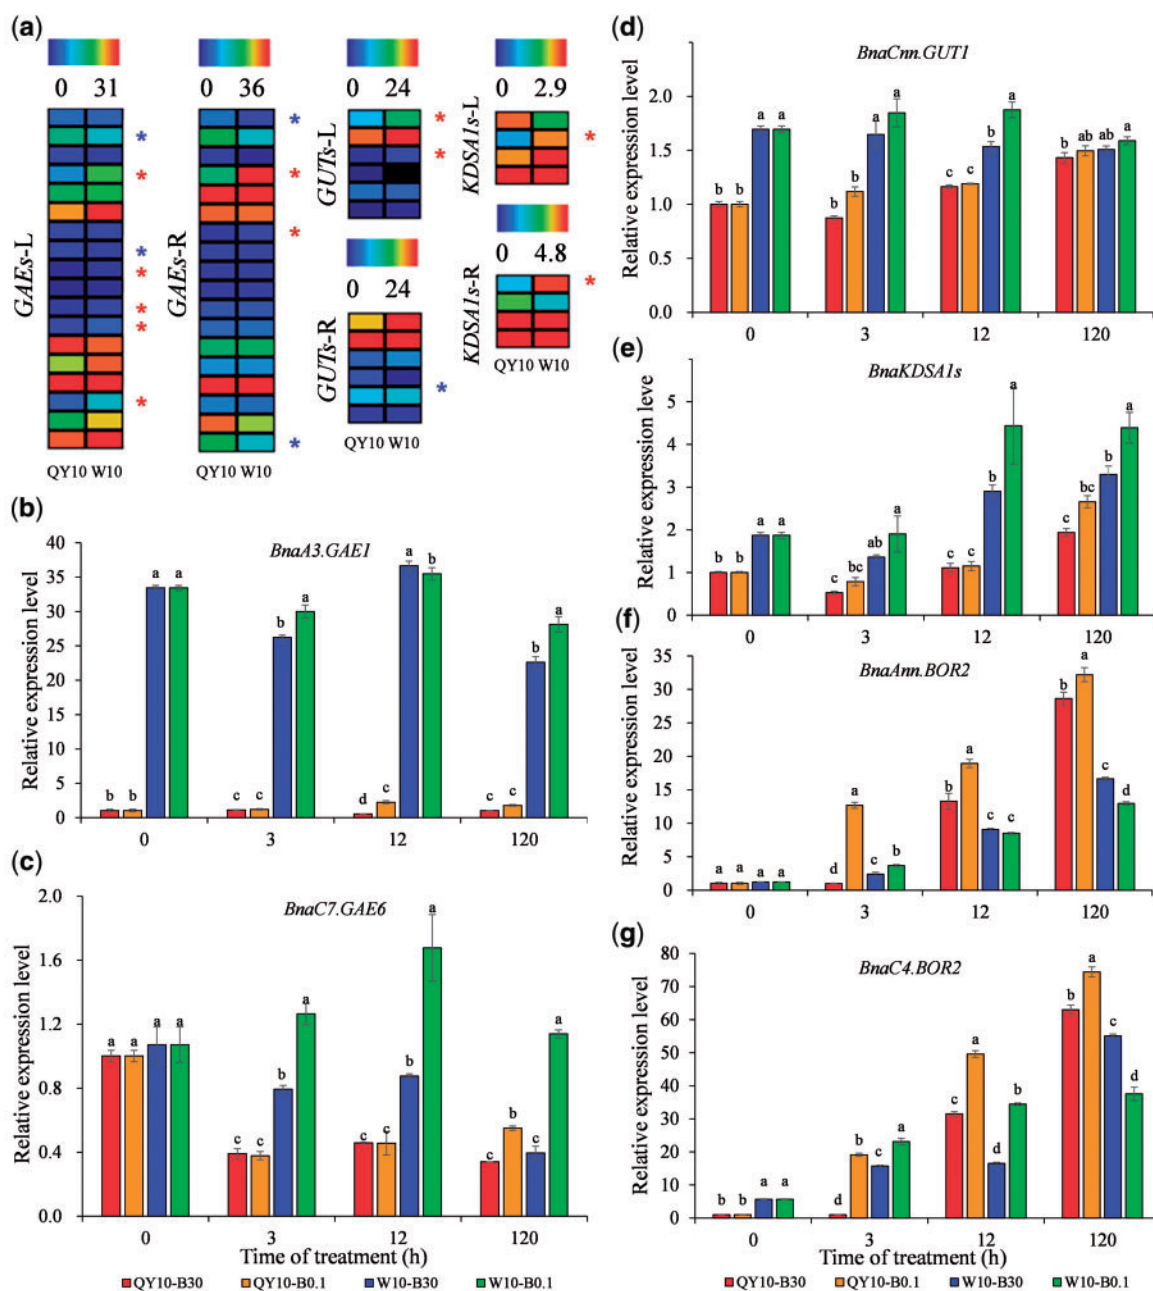 (a)
0 31
GAEs-L
* * * * * * *
QY10 W10
0 36
GAEs-R
* * * *
QY10 W10
0 24
GUTs-L
* *
0 24
GUTs-R
*
QY10 W10
0 2.9
KDSA1s-L
*
0 4.8
KDSA1s-R
*
QY10 W10
(b)
BnaA3.GAE1
Relative expression level
40
35
30
25
20
15
10
5
0
b b a a
c c b a
d c a b
c c b a
0 3 12 120
(c)
BnaC7.GAE6
Relative expression level
1.6
1.2
0.8
0.4
0.0
a a a a
c c b a
c c b a
c b c a
0 3 12 120
Time of treatment (h)
QY10-B30 QY10-B0.1 W10-B30 W10-B0.1
(d)
BnaCnn.GUT1
Relative expression level
2.0
1.5
1.0
0.5
0.0
b b a a
b b a a
c c b a
b ab ab a
0 3 12 120
(e)
BnaKDSA1s
Relative expression leve
5
4
3
2
1
0
b b a a
c bc ab a
c c b a
c bc b a
0 3 12 120
(f)
BnaAnn.BOR2
Relative expression level
35
30
25
20
15
10
5
0
a a a a
d a c b
b a c c
b a c d
0 3 12 120
(g)
BnaC4.BOR2
Relative expression level
80
70
60
50
40
30
20
10
0
b b a a
d b c a
c a d b
b a c d
0 3 12 120
Time of treatment (h)
QY10-B30 QY10-B0.1 W10-B30 W10-B0.1